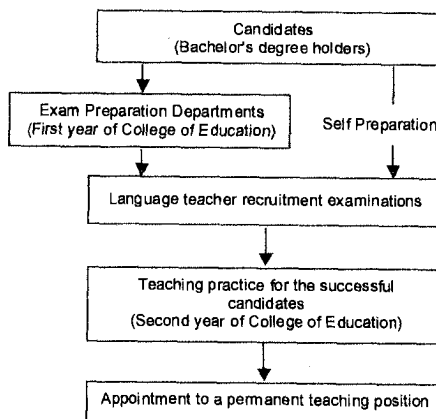 Candidates
(Bachelor's degree holders)
Exam Preparation Departments
(First year of College of Education)
Self Preparation
Language teacher recruitment examinations
Teaching practice for the successful
candidates
(Second year of College of Education)
Appointment to a permanent teaching position